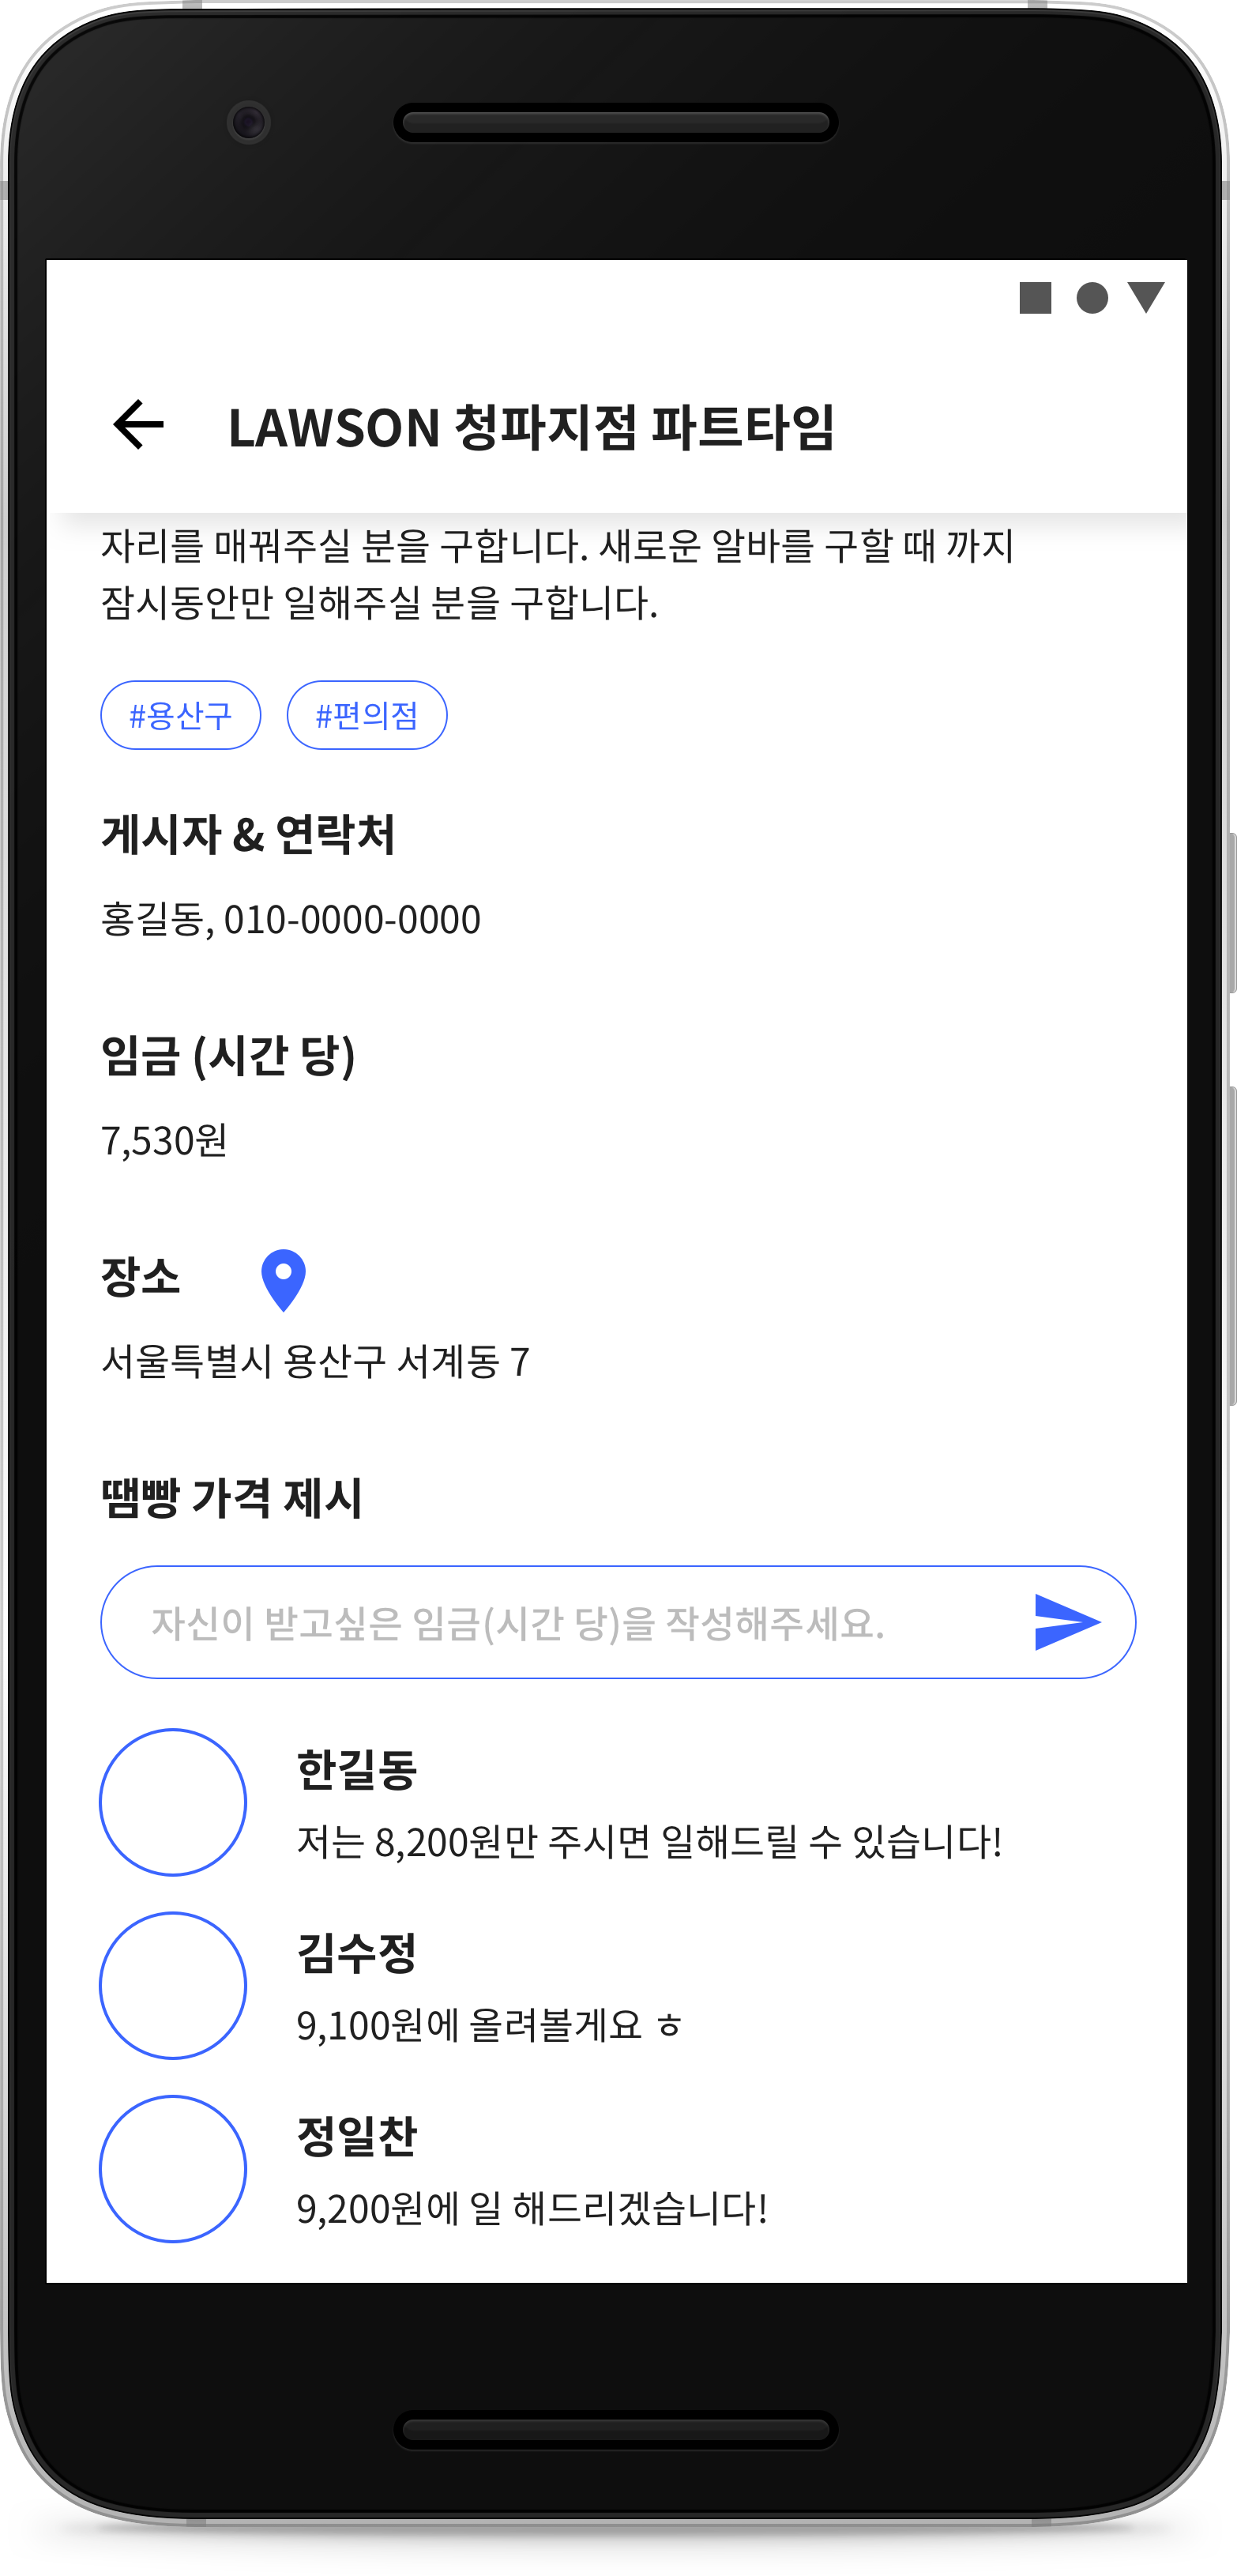 LAWSON 청파지점 파트타임
자리를 매꿔주실 분을 구합니다. 새로운 알바를 구할 때 까지
잠시동안만 일해주실 분을 구합니다.
#용산구 #편의점
게시자 & 연락처
홍길동, 010-0000-0000
임금 (시간 당)
7,530원
장소
서울특별시 용산구 서계동 7
땜빵 가격 제시
자신이 받고싶은 임금(시간 당)을 작성해주세요.
한길동
저는 8,200원만 주시면 일해드릴 수 있습니다!
김수정
9,100원에 올려볼게요 ㅎ
정일찬
9,200원에 일 해드리겠습니다!